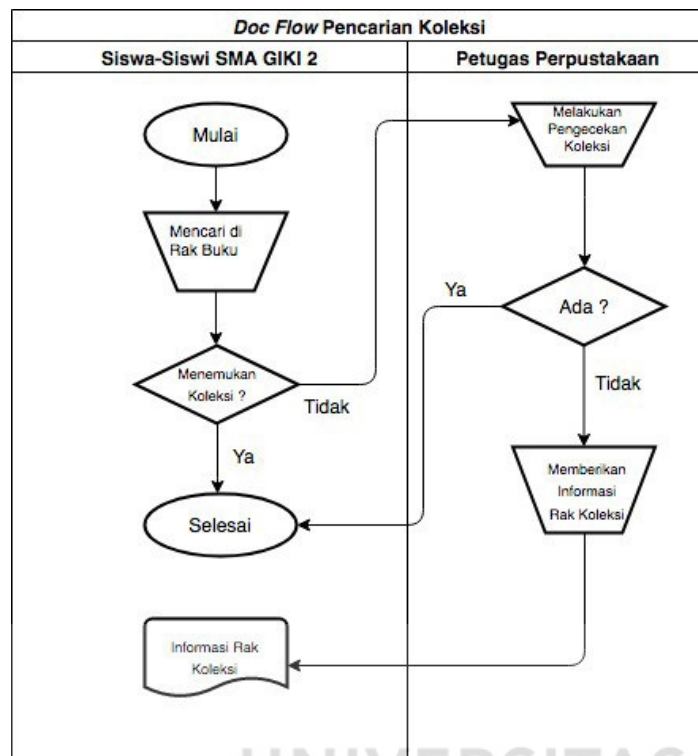 Doc Flow Pencarian Koleksi
Siswa-Siswi SMA GIKI 2
Petugas Perpustakaan
Mulai
Mencari di
Rak Buku
Menemukan
Koleksi ?
Tidak
Ya
Selesai
Informasi Rak
Koleksi
Melakukan
Pengecekan
Koleksi
Ada ?
Ya
Tidak
Memberikan
Informasi
Rak Koleksi
UNIVERSITAS